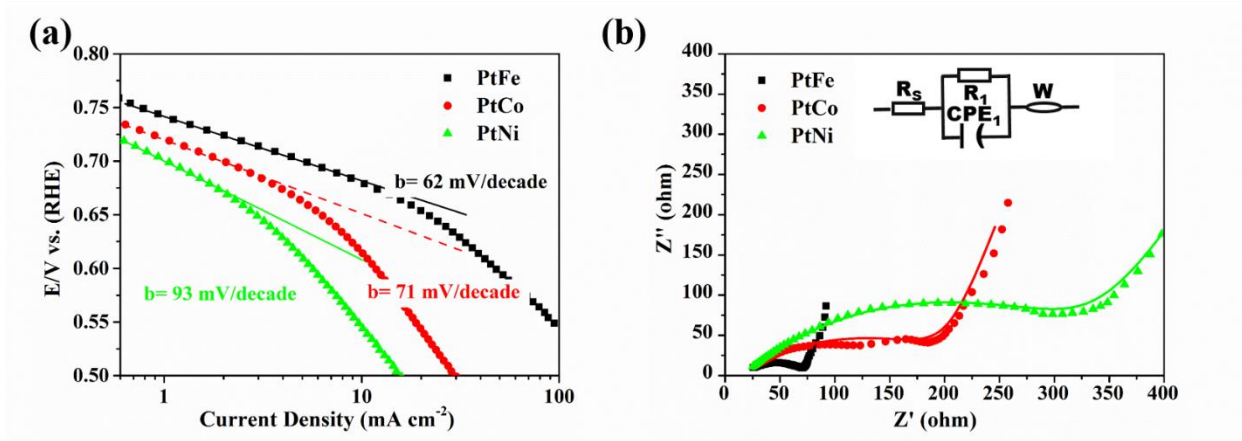 (a)
0.80
0.75
0.70
0.65
0.60
0.55
0.50
E/V vs. (RHE)
PtFe
PtCo
PtNi
b= 62 mV/decade
b= 93 mV/decade
b= 71 mV/decade
1
10
100
Current Density (mA cm⁻²)
(b)
400
350
300
250
200
150
100
50
0
Z'' (ohm)
PtFe
PtCo
PtNi
R_S
R₁
CPE₁
W
0 50 100 150 200 250 300 350 400
Z' (ohm)